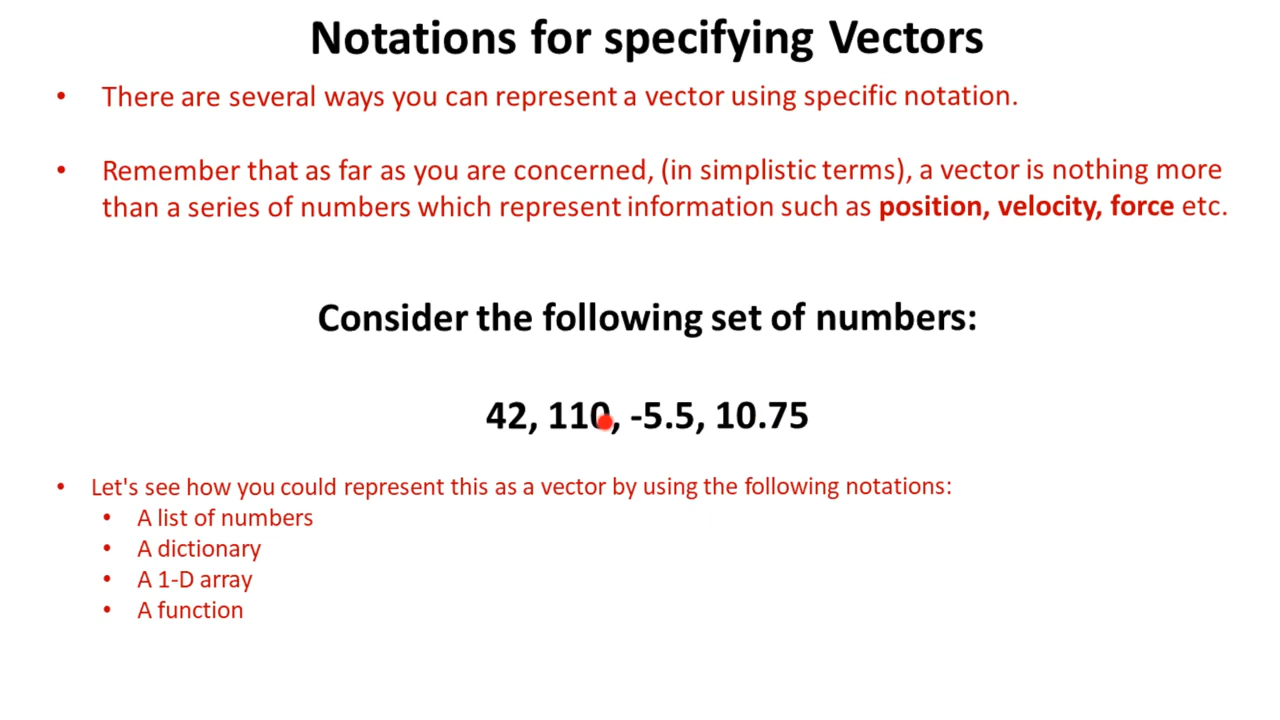 Notations for specifying Vectors
• There are several ways you can represent a vector using specific notation.
• Remember that as far as you are concerned, (in simplistic terms), a vector is nothing more
than a series of numbers which represent information such as position, velocity, force etc.
Consider the following set of numbers:
42, 110, -5.5, 10.75
• Let's see how you could represent this as a vector by using the following notations:
• A list of numbers
• A dictionary
• A 1-D array
• A function